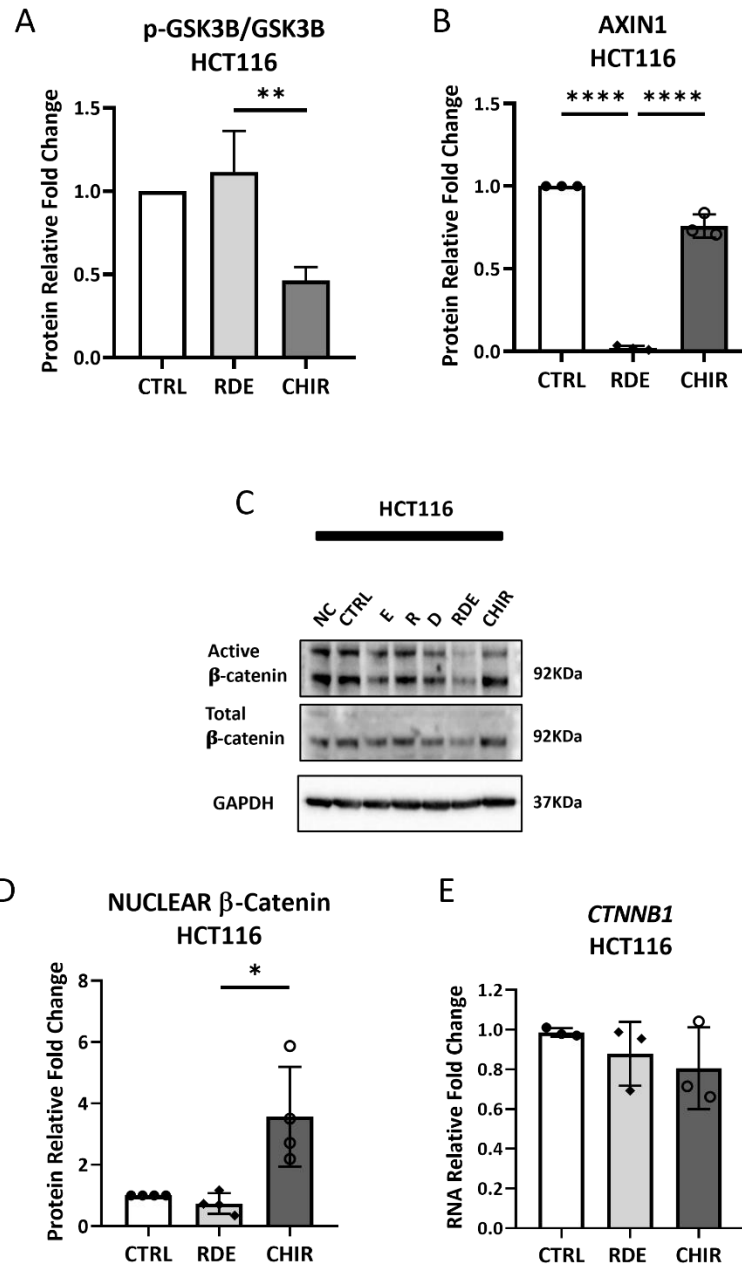 A
p-GSK3B/GSK3B
HCT116
Protein Relative Fold Change
1.5
1.0
0.5
0.0
**
CTRL RDE CHIR
B
AXIN1
HCT116
Protein Relative Fold Change
1.5
1.0
0.5
0.0
**** ****
CTRL RDE CHIR
C
HCT116
NC CTRL E R D RDE CHIR
Active
β-catenin 92KDa
Total
β-catenin 92KDa
GAPDH 37KDa
D
NUCLEAR β-Catenin
HCT116
Protein Relative Fold Change
8
6
4
2
0
*
CTRL RDE CHIR
E
CTNNB1
HCT116
RNA Relative Fold Change
1.2
1.0
0.8
0.6
0.4
0.2
0.0
CTRL RDE CHIR